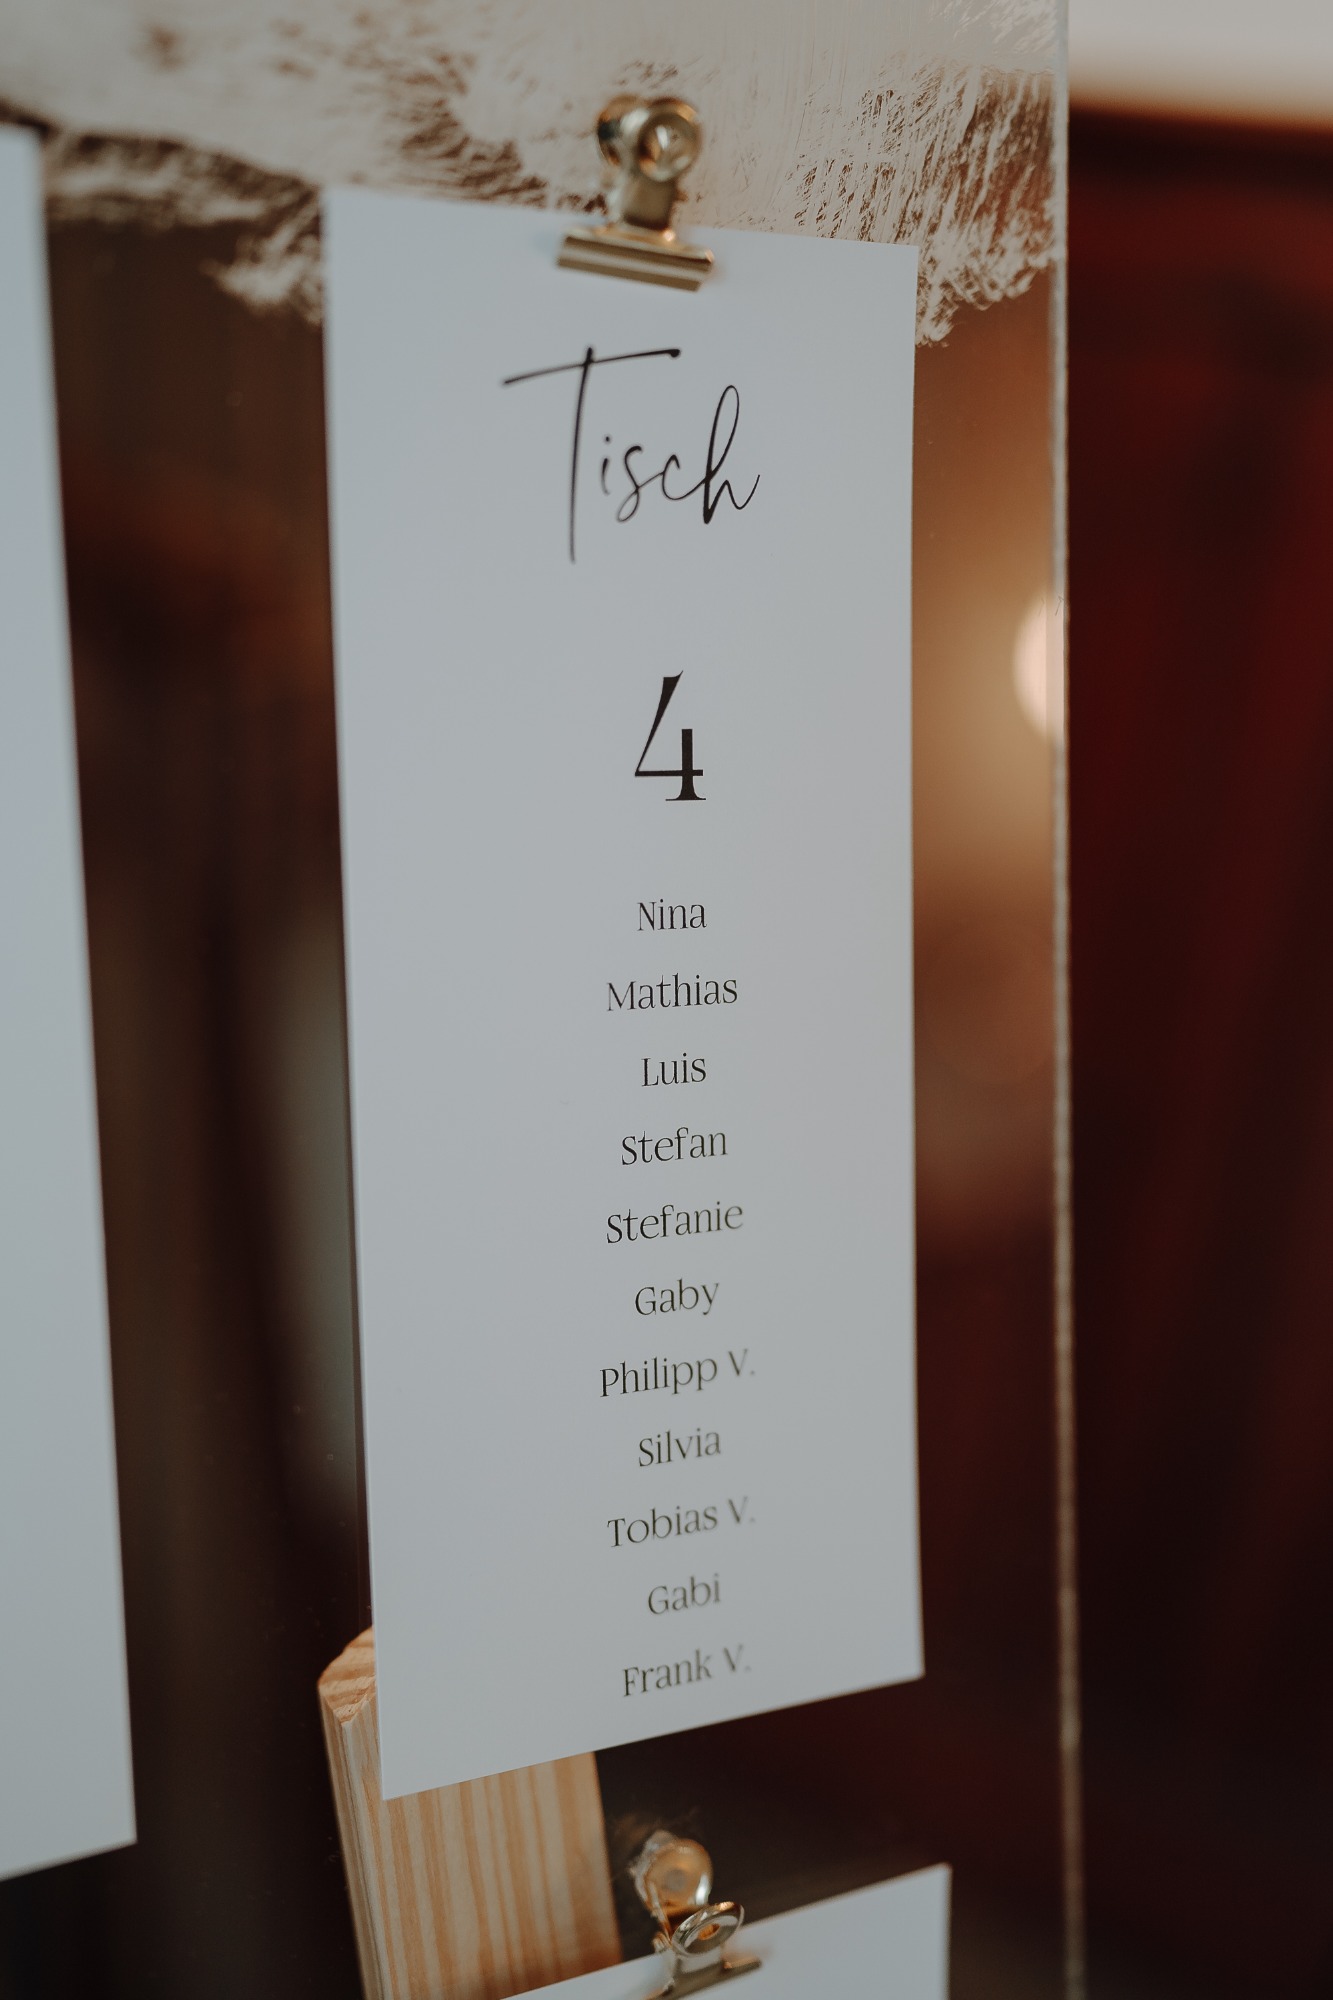 Tisch
4
Nina
Mathias
Luis
Stefan
Stefanie
Gaby
Philipp V.
Silvia
Tobias V.
Gabi
Frank V.